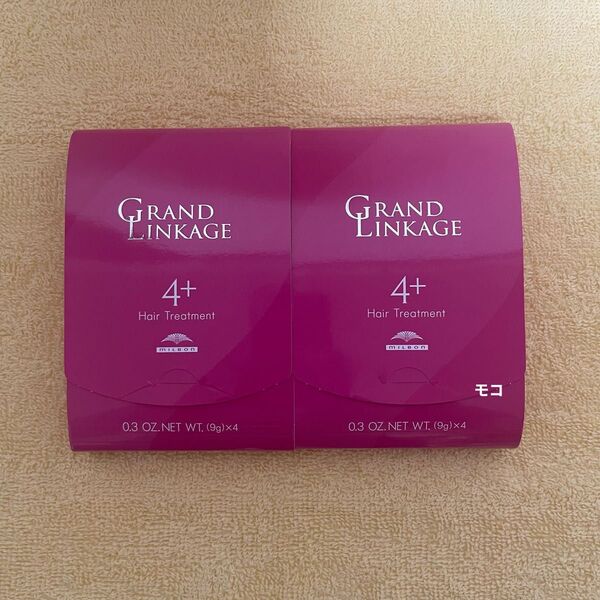 GRAND LINKAGE
4+
Hair Treatment
MILBON
0.3 OZ.NET WT. (9g)×4
GRAND LINKAGE
4+
Hair Treatment
MILBON
モコ
0.3 OZ.NET WT. (9g)×4